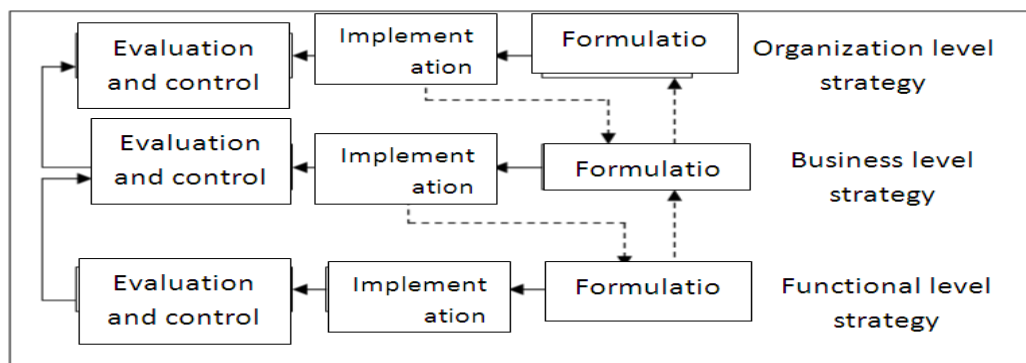 Evaluation
and control
Implement
ation
Formulatio
Organization level
strategy
Evaluation
and control
Implement
ation
Formulatio
Business level
strategy
Evaluation
and control
Implement
ation
Formulatio
Functional level
strategy